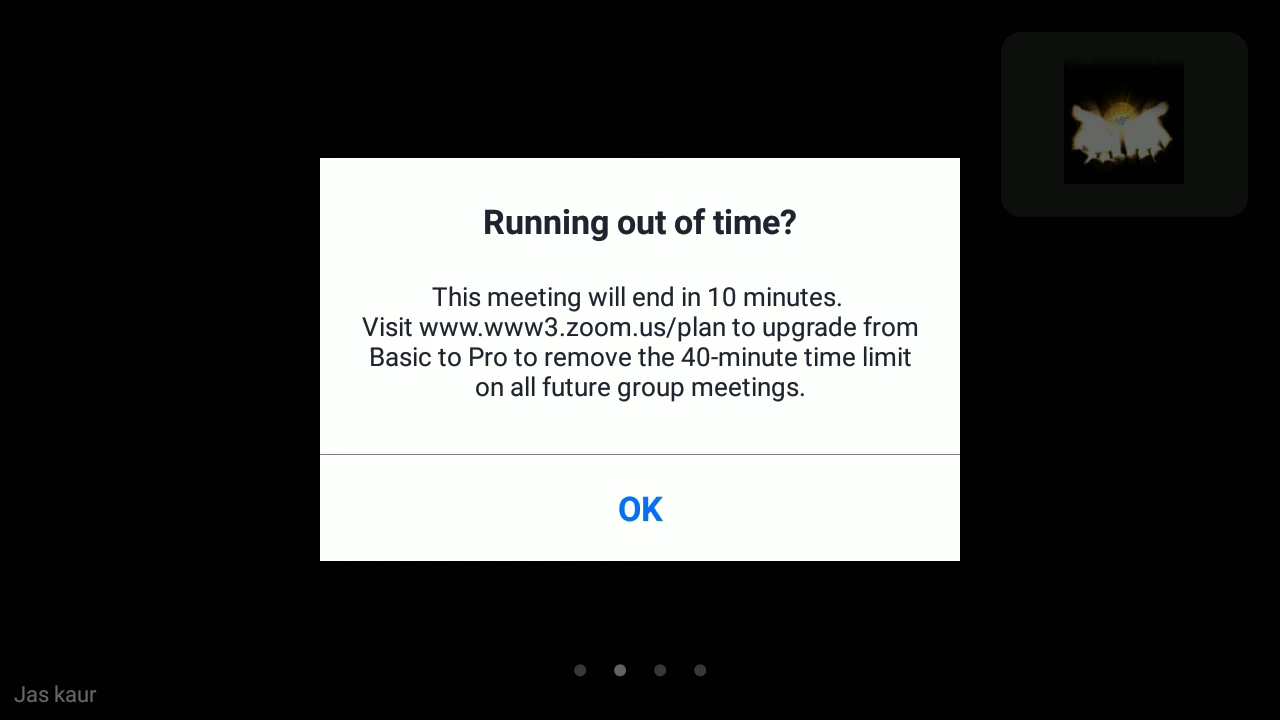 Running out of time?
This meeting will end in 10 minutes.
Visit www.www3.zoom.us/plan to upgrade from
Basic to Pro to remove the 40-minute time limit
on all future group meetings.
OK
Jas kaur